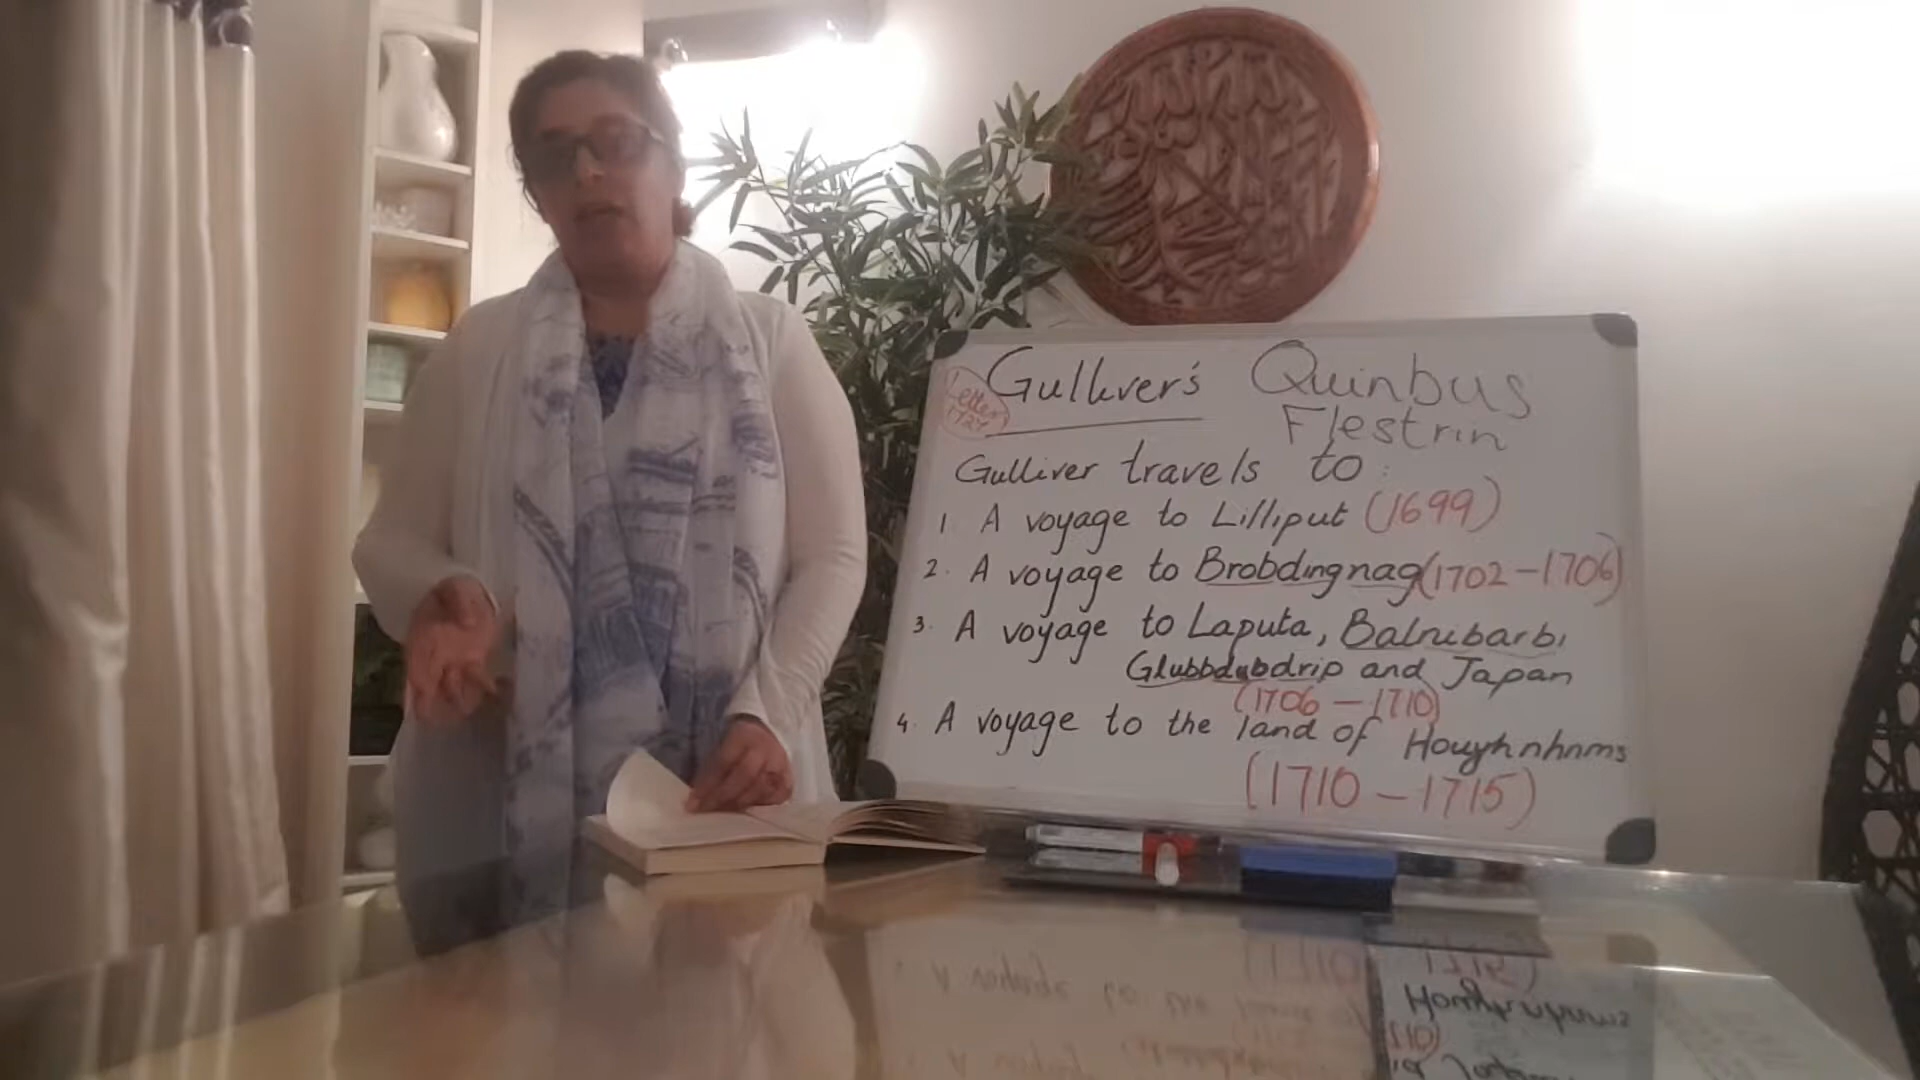 Letter
Gulliver's Quinbus
Flestrin
Gulliver travels to:
1. A voyage to Lilliput (1699)
2. A voyage to Brobdingnag (1702 – 1706)
3. A voyage to Laputa, Balnibarbi
Glubbdubdrip and Japan
(1706 – 1710)
4. A voyage to the land of Houyhnhnms
(1710 – 1715)